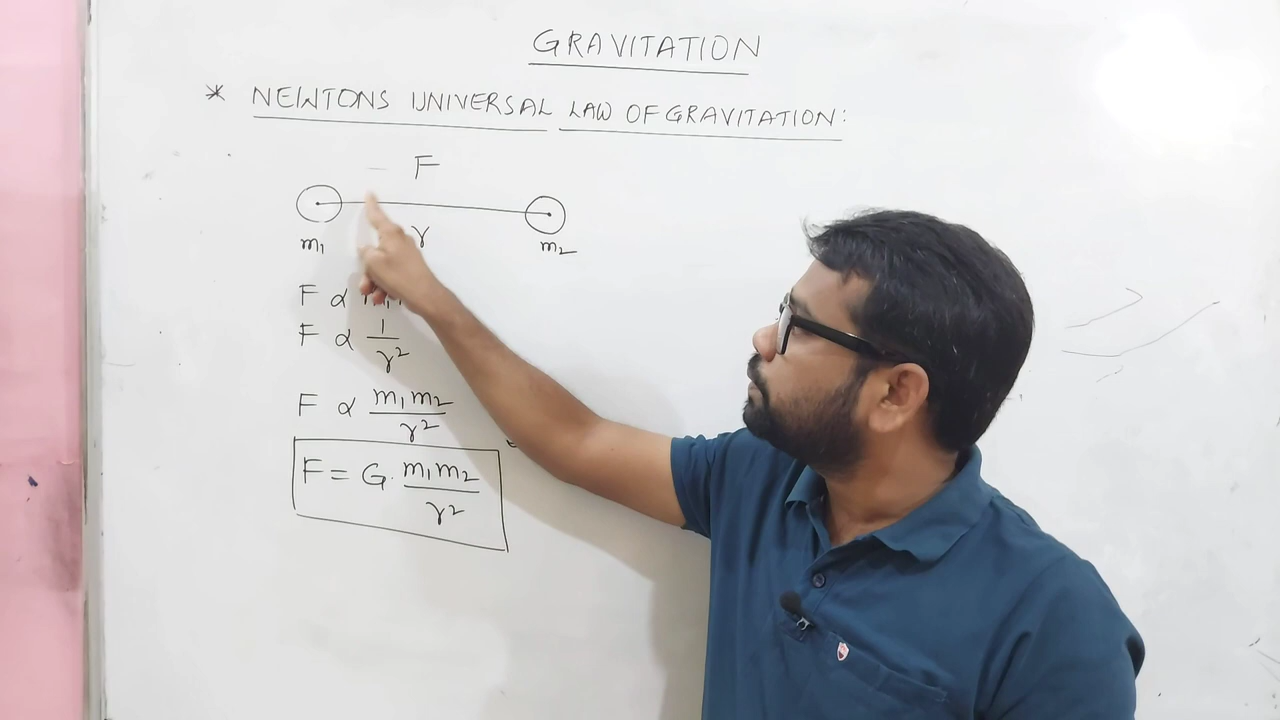 GRAVITATION
* NEWTONS UNIVERSAL LAW OF GRAVITATION:
F
m₁ r m₂
F ∝
F ∝ 1/r²
F ∝ m₁m₂/r²
F = G. m₁m₂/r²